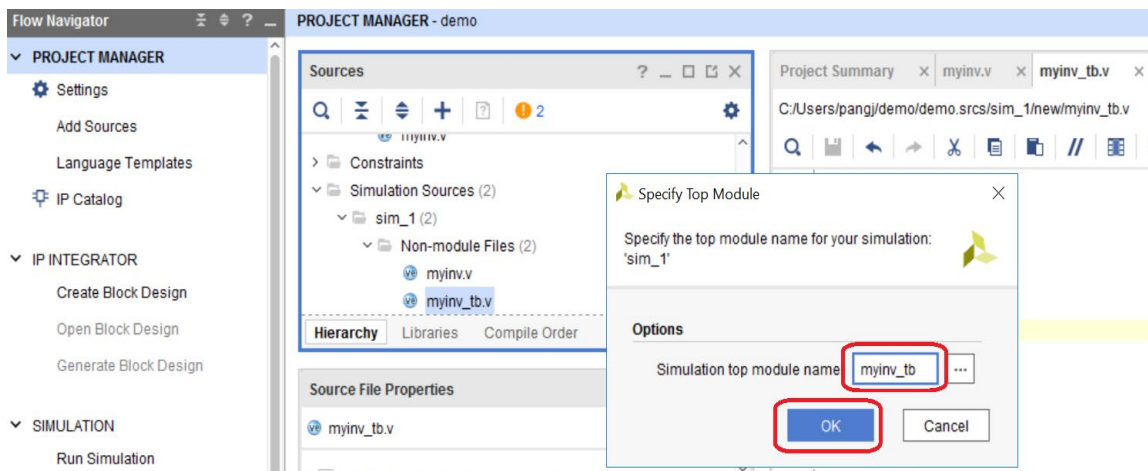 Flow Navigator ? _
PROJECT MANAGER
Settings
Add Sources
Language Templates
IP Catalog
IP INTEGRATOR
Create Block Design
Open Block Design
Generate Block Design
SIMULATION
Run Simulation
PROJECT MANAGER - demo
Sources ? _
2
myinv.v
Constraints
Simulation Sources (2)
sim_1 (2)
Non-module Files (2)
myinv.v
myinv_tb.v
Hierarchy Libraries Compile Order
Source File Properties
myinv_tb.v
Project Summary × myinv.v × myinv_tb.v ×
C:/Users/pangj/demo/demo.srcs/sim_1/new/myinv_tb.v
//
Specify Top Module
Specify the top module name for your simulation:
'sim_1'
Options
Simulation top module name myinv_tb ...
OK Cancel